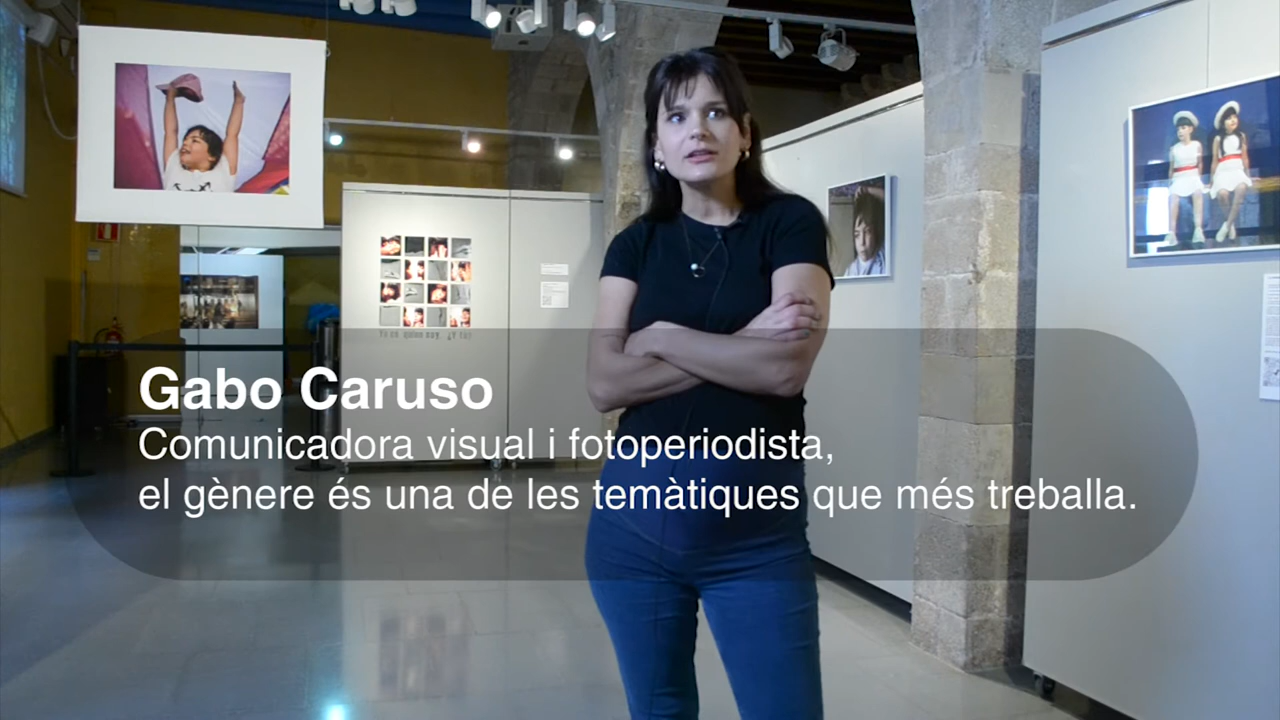 Gabo Caruso
Comunicadora visual i fotoperiodista,
el gènere és una de les temàtiques que més treballa.